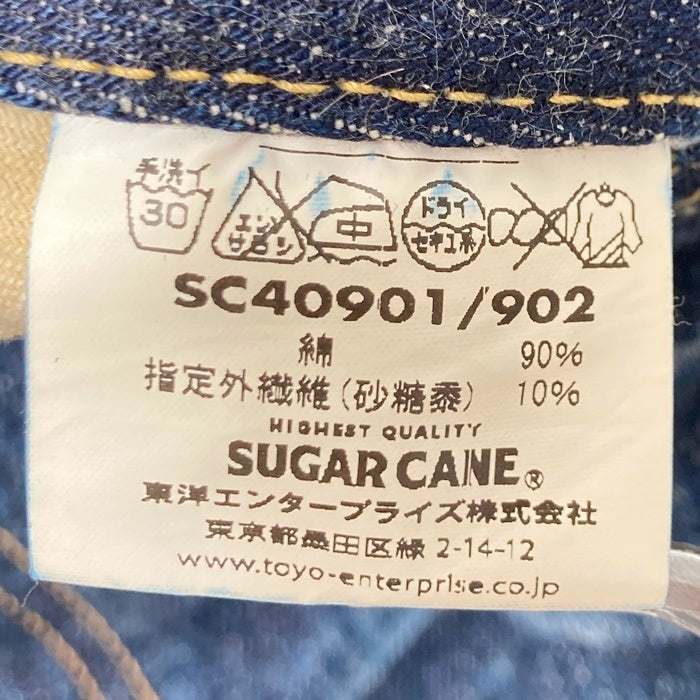 手洗イ
30
エンソサラシ
中
ドライ
セキユ系
SC40901/902
綿 90%
指定外繊維(砂糖黍) 10%
HIGHEST QUALITY
SUGAR CANE®
東洋エンタープライズ株式会社
東京都墨田区緑 2-14-12
www.toyo-enterprise.co.jp